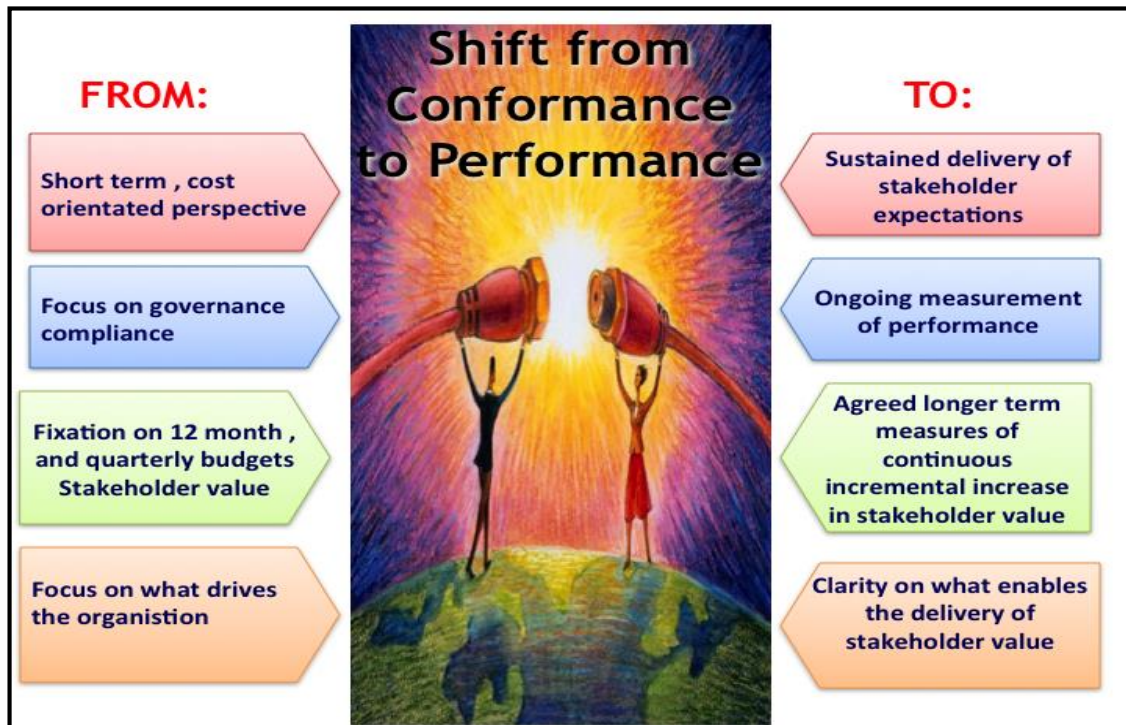 Shift from
Conformance
to Performance
FROM:
Short term , cost
orientated perspective
Focus on governance
compliance
Fixation on 12 month ,
and quarterly budgets
Stakeholder value
Focus on what drives
the organistion
TO:
Sustained delivery of
stakeholder
expectations
Ongoing measurement
of performance
Agreed longer term
measures of
continuous
incremental increase
in stakeholder value
Clarity on what enables
the delivery of
stakeholder value